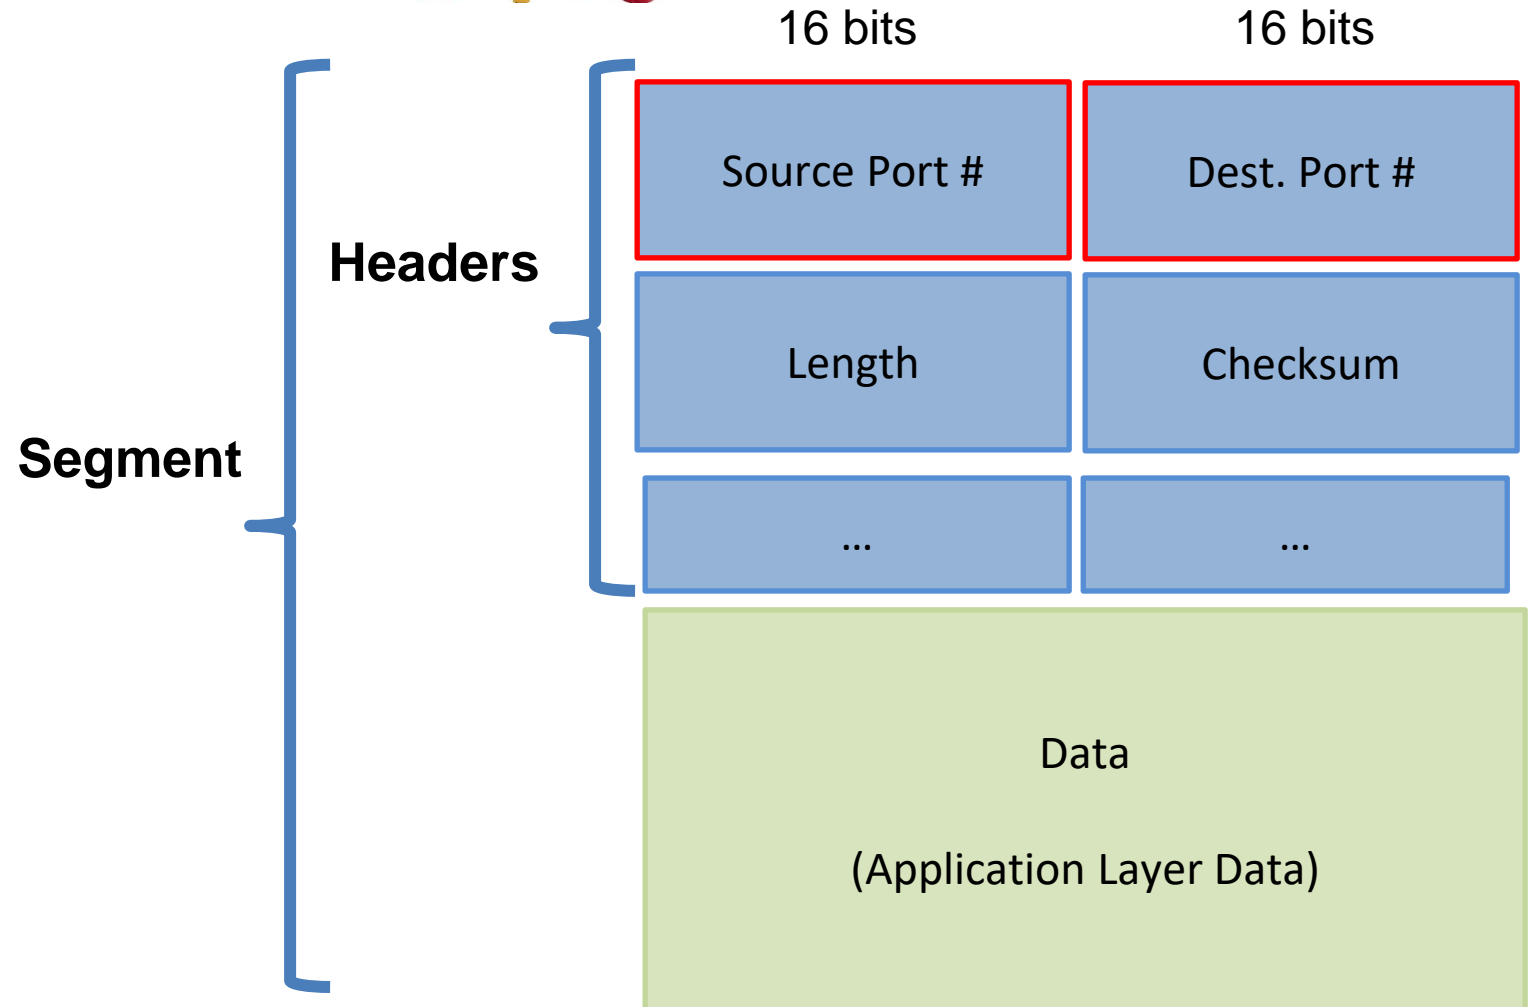 16 bits 16 bits
Source Port # Dest. Port #
Headers
Length Checksum
Segment
... ...
Data
(Application Layer Data)